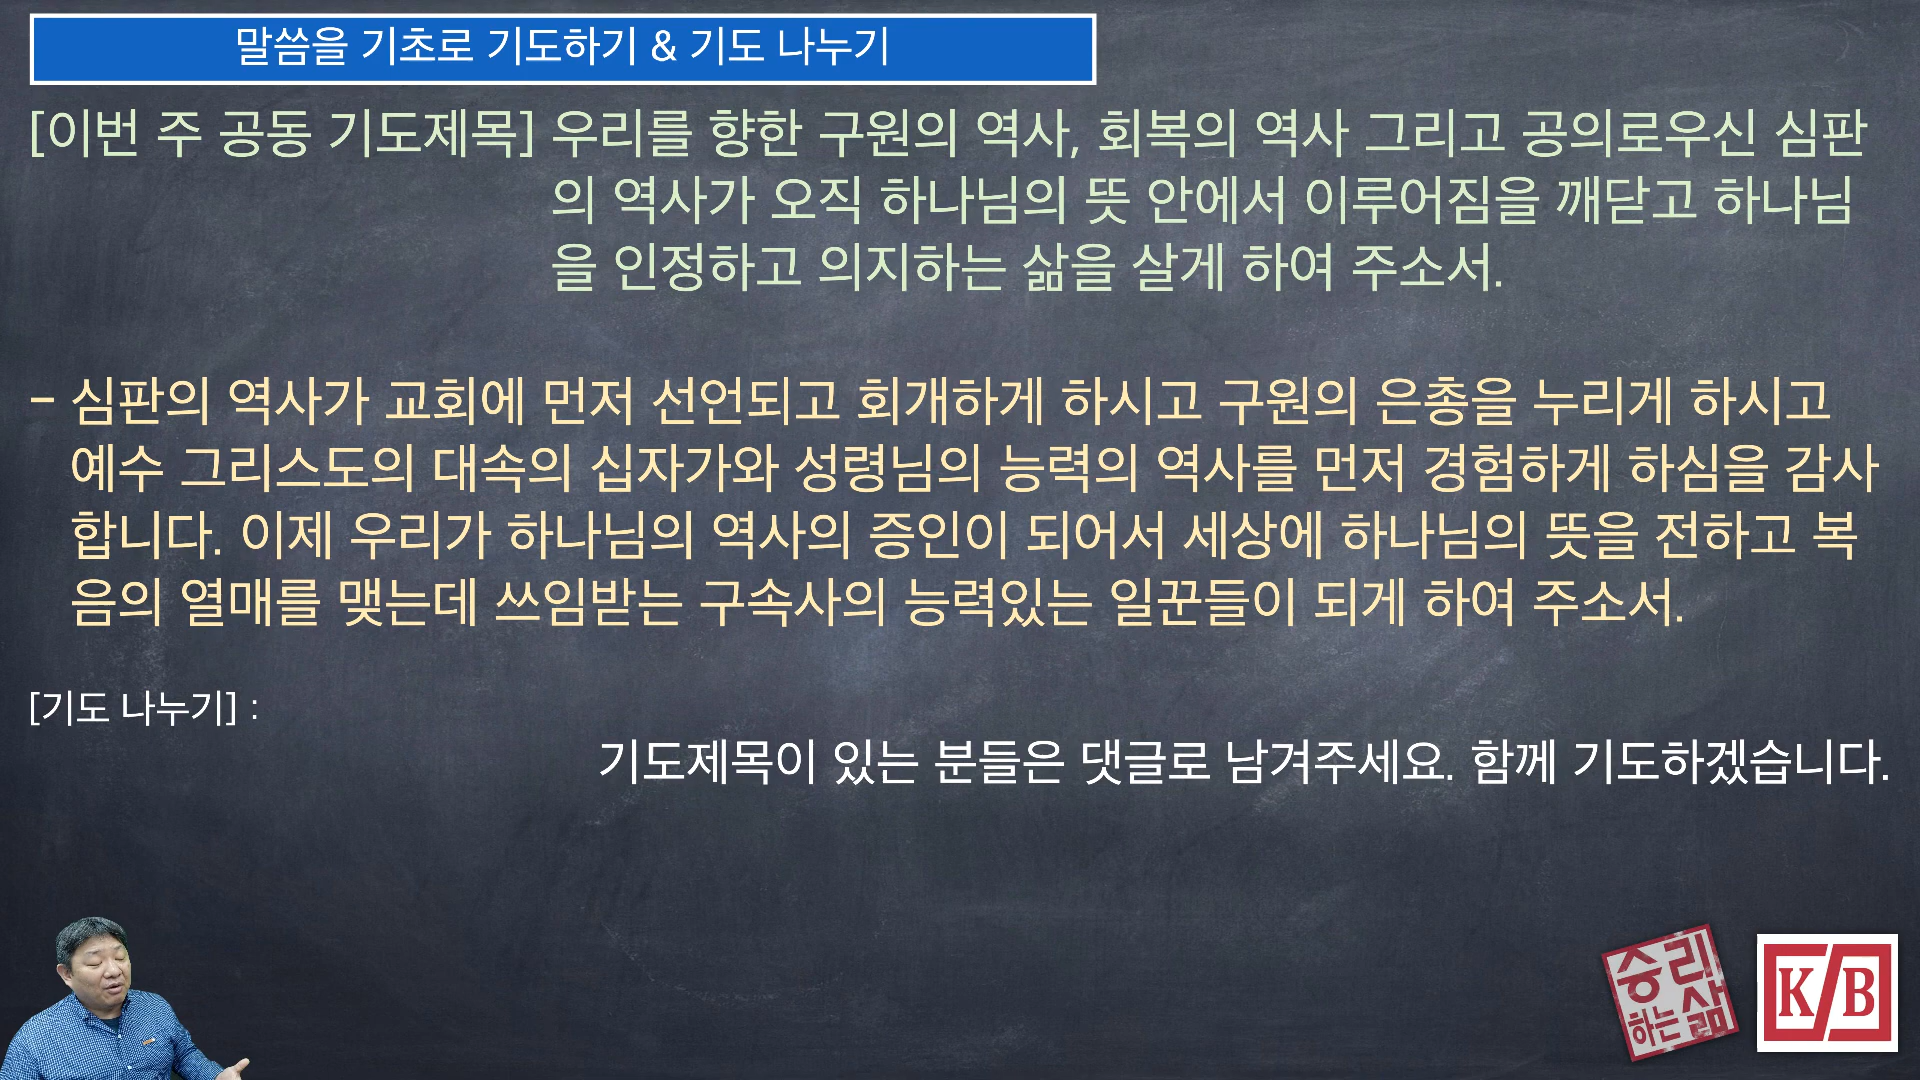 말씀을 기초로 기도하기 & 기도 나누기
[이번 주 공동 기도제목] 우리를 향한 구원의 역사, 회복의 역사 그리고 공의로우신 심판
의 역사가 오직 하나님의 뜻 안에서 이루어짐을 깨닫고 하나님
을 인정하고 의지하는 삶을 살게 하여 주소서.
- 심판의 역사가 교회에 먼저 선언되고 회개하게 하시고 구원의 은총을 누리게 하시고
예수 그리스도의 대속의 십자가와 성령님의 능력의 역사를 먼저 경험하게 하심을 감사
합니다. 이제 우리가 하나님의 역사의 증인이 되어서 세상에 하나님의 뜻을 전하고 복
음의 열매를 맺는데 쓰임받는 구속사의 능력있는 일꾼들이 되게 하여 주소서.
[기도 나누기] :
기도제목이 있는 분들은 댓글로 남겨주세요. 함께 기도하겠습니다.
승리
하는 삶
K/B